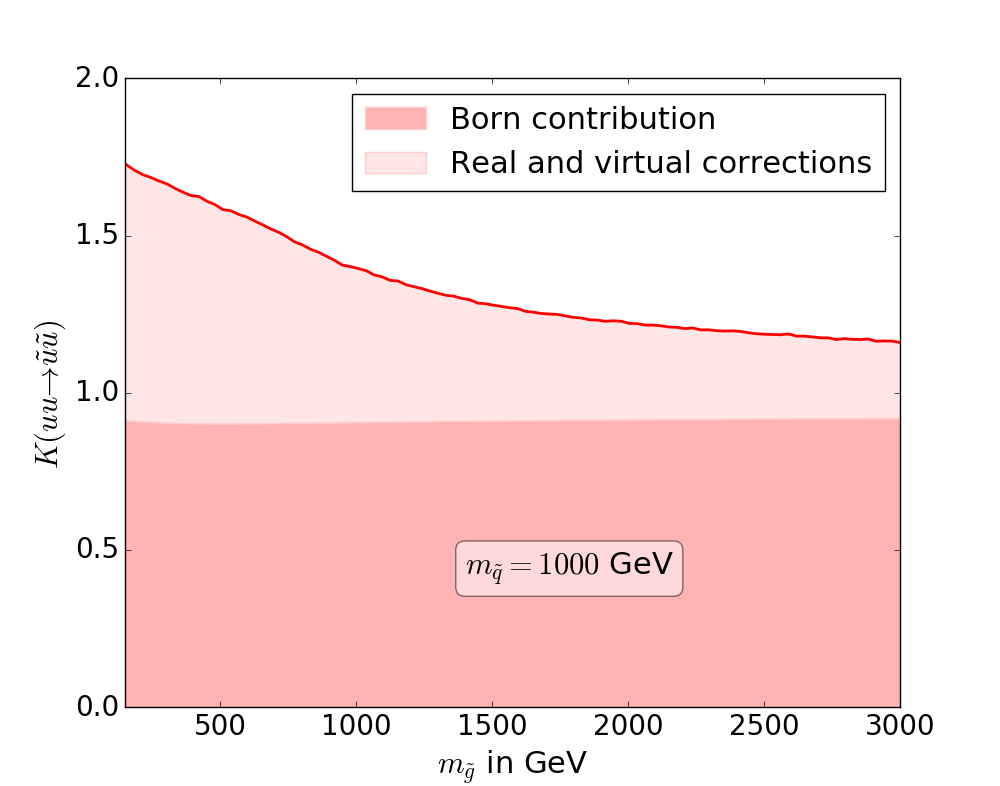 2.0
1.5
1.0
0.5
0.0
K(uu→ũũ)
Born contribution
Real and virtual corrections
m_q̃ = 1000 GeV
500 1000 1500 2000 2500 3000
m_g̃ in GeV